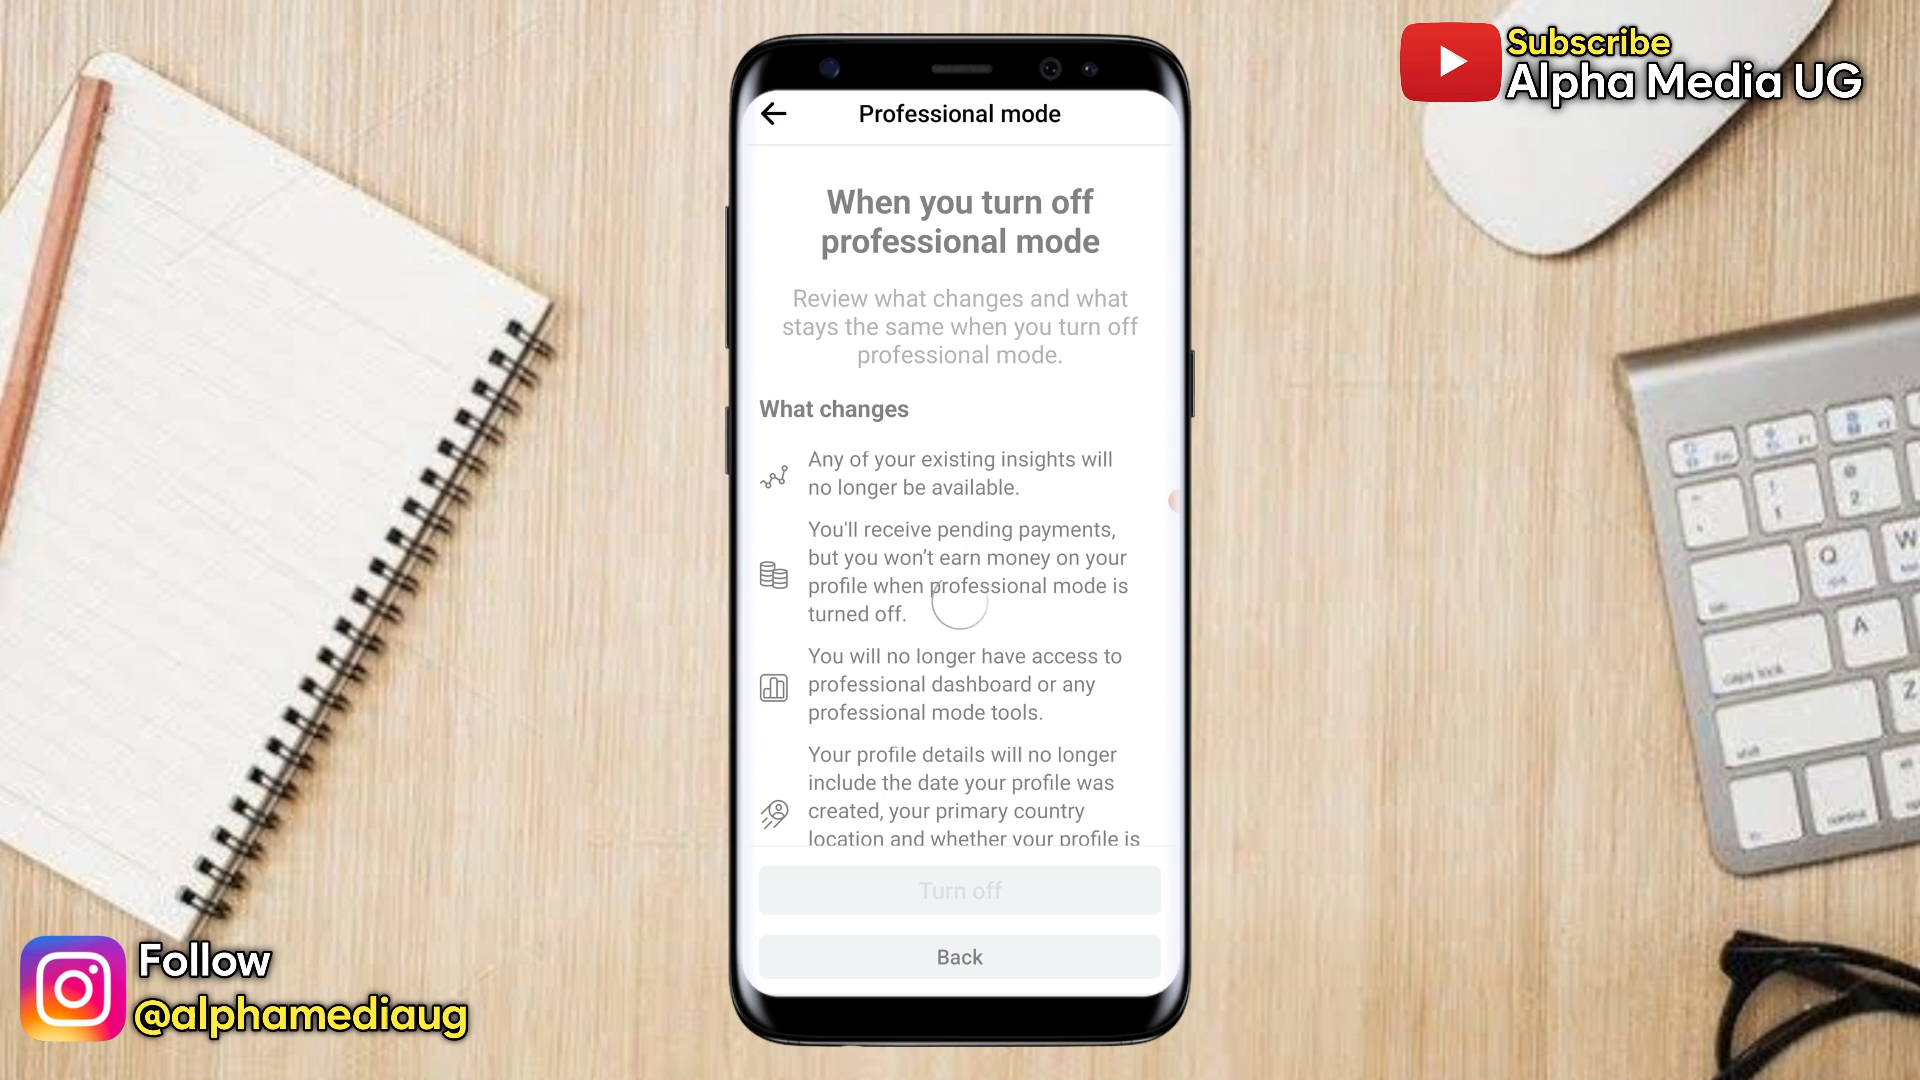 Subscribe
Alpha Media UG
Professional mode
When you turn off
professional mode
Review what changes and what
stays the same when you turn off
professional mode.
What changes
Any of your existing insights will
no longer be available.
You'll receive pending payments,
but you won’t earn money on your
profile when professional mode is
turned off.
You will no longer have access to
professional dashboard or any
professional mode tools.
Your profile details will no longer
include the date your profile was
created, your primary country
location and whether your profile is
Turn off
Back
Follow
@alphamediaug
Q
W
A
Z
caps lock
shift